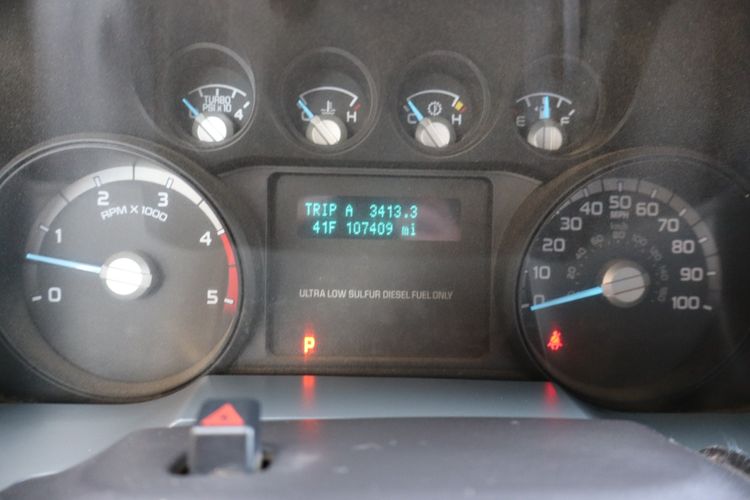 TURBO
PSI x 10
0 4
C H
C H
E F
0 1 2 3 4 5
RPM X 1000
TRIP A 3413.3
41F 107409 mi
ULTRA LOW SULFUR DIESEL FUEL ONLY
P
0 10 20 30 40 50 60 70 80 90 100
MPH
km/h